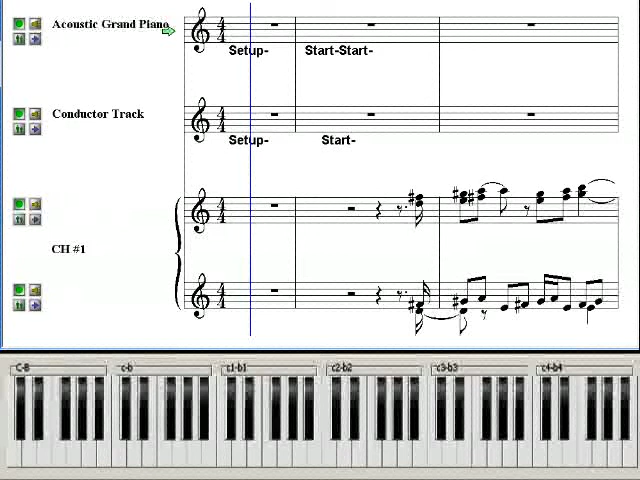 Acoustic Grand Piano
Setup- Start-Start-
Conductor Track
Setup- Start-
CH #1
C-B c-b c1-b1 c2-b2 c3-b3 c4-b4